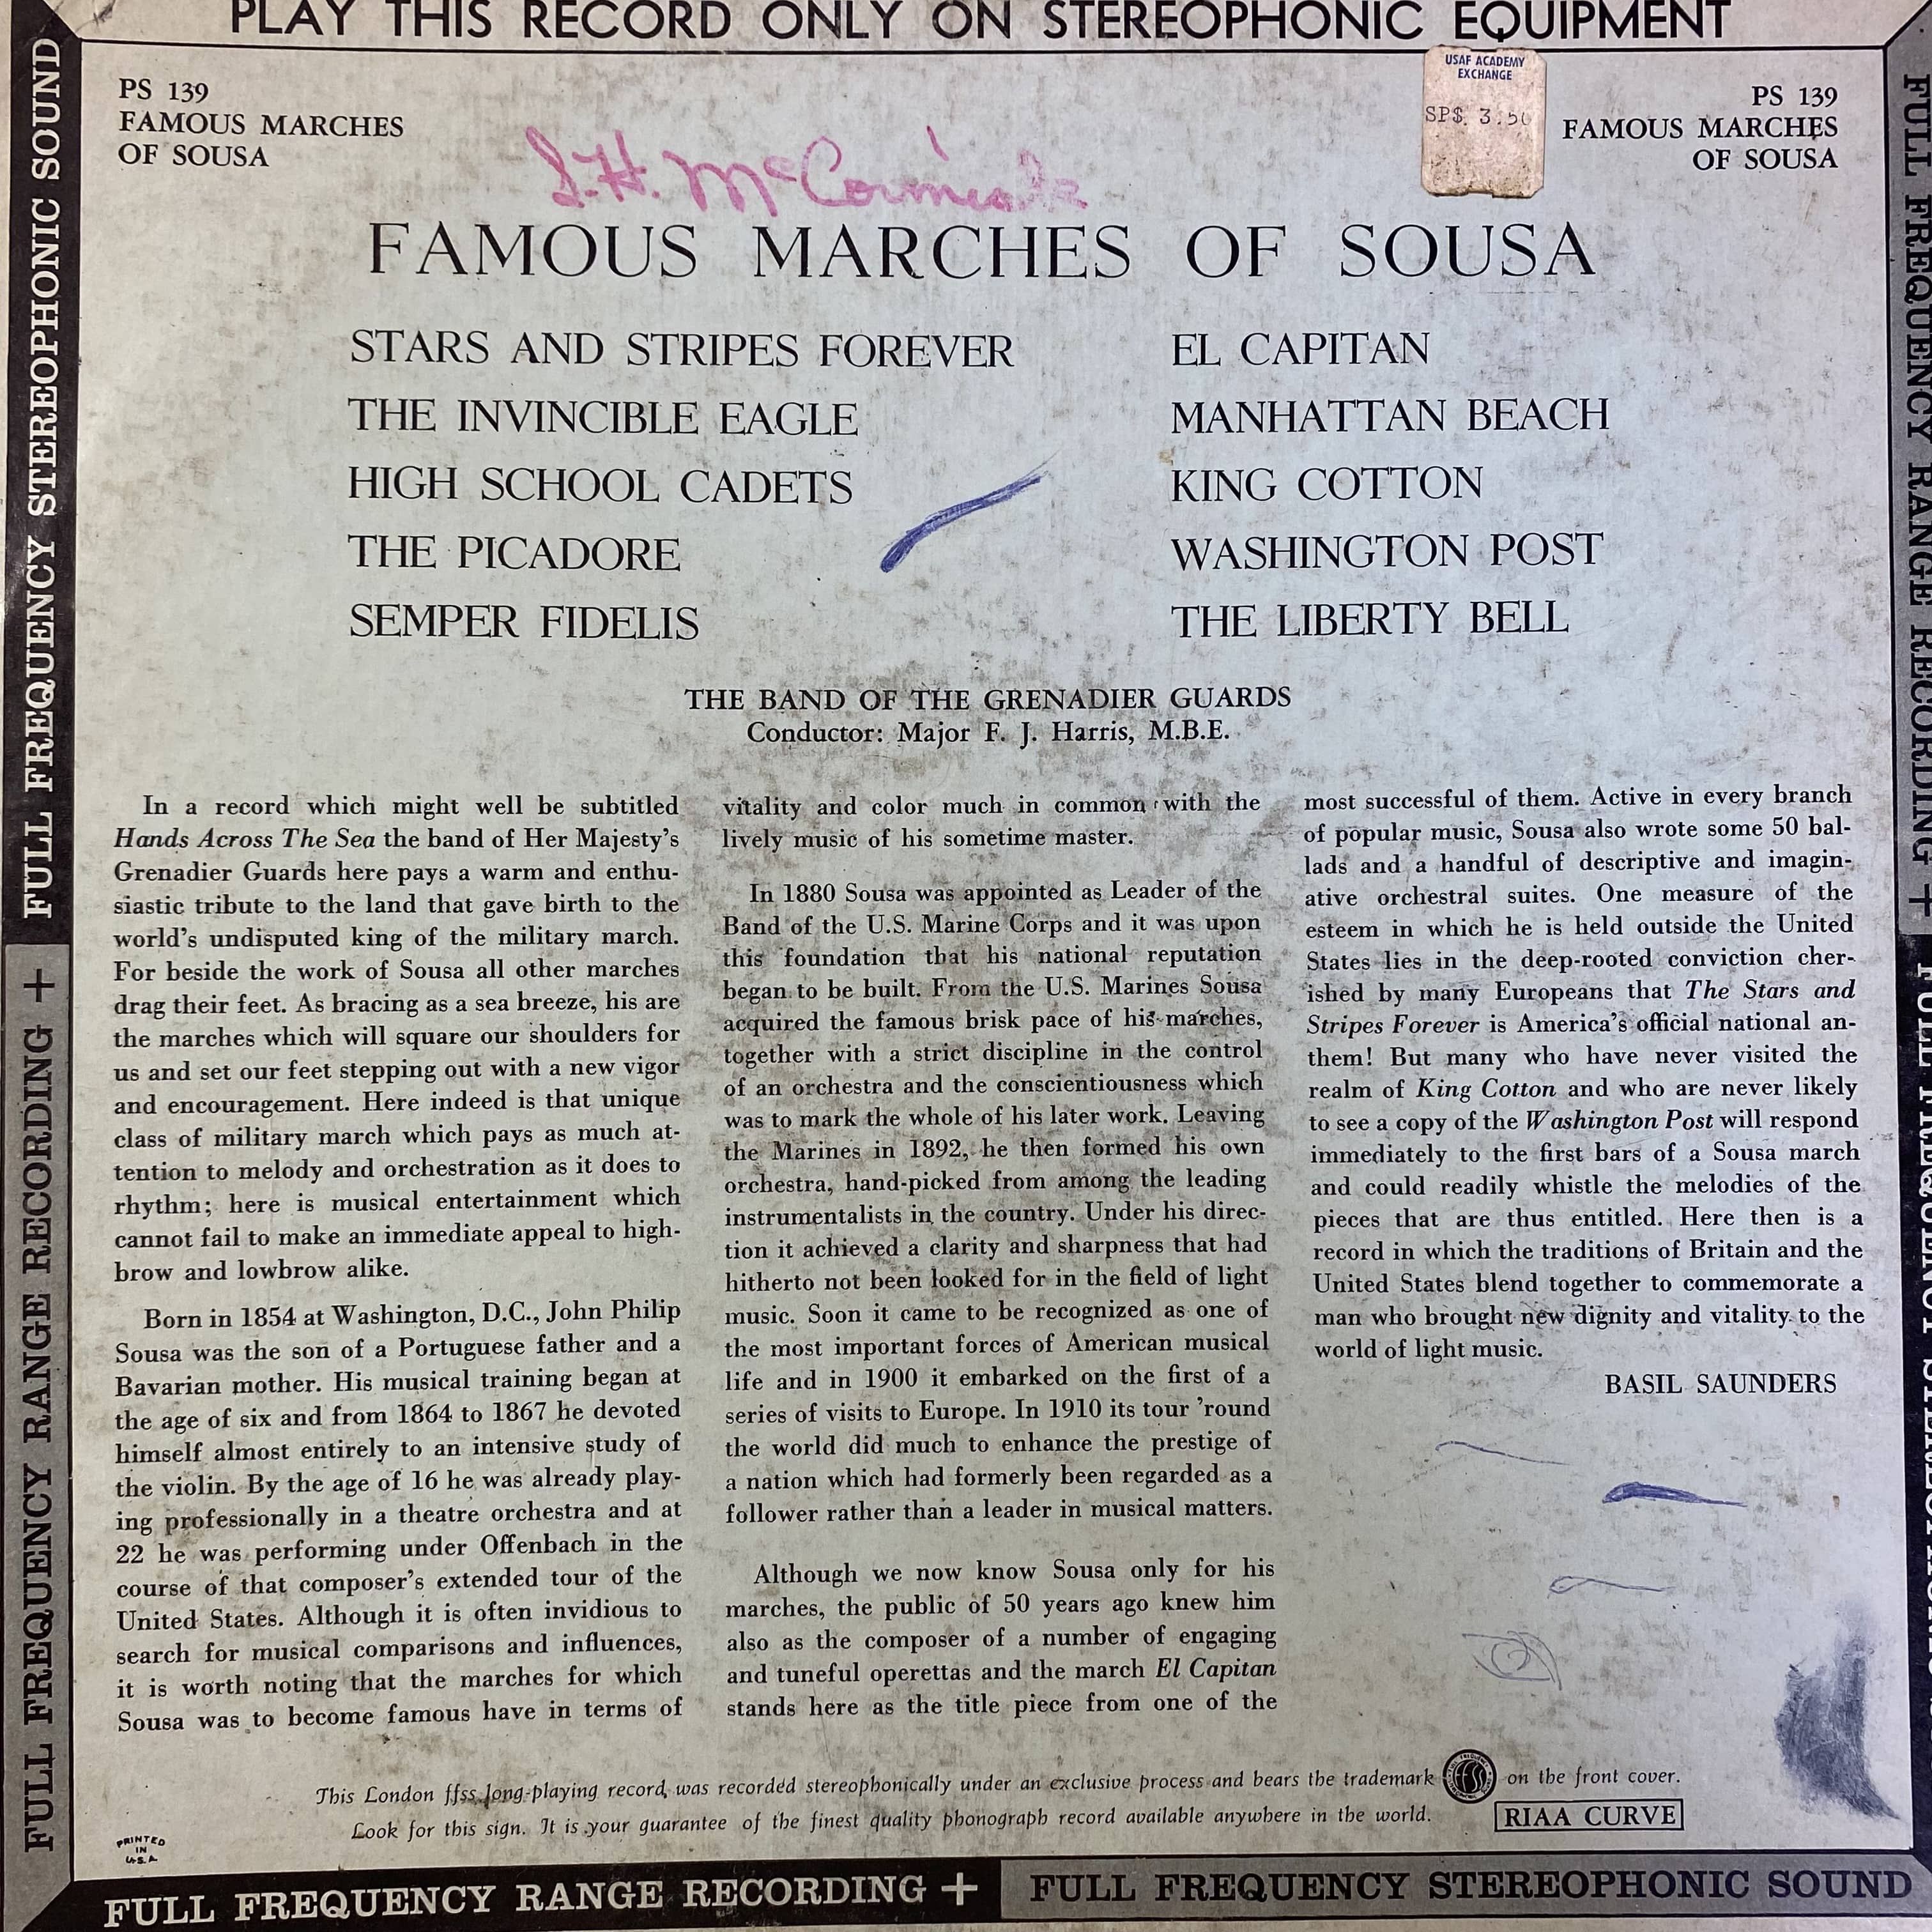 PLAY THIS RECORD ONLY ON STEREOPHONIC EQUIPMENT
PS 139
FAMOUS MARCHES
OF SOUSA
USAF ACADEMY
EXCHANGE
SP$. 3.50
PS 139
FAMOUS MARCHES
OF SOUSA
McCormick
FAMOUS MARCHES OF SOUSA
STARS AND STRIPES FOREVER
THE INVINCIBLE EAGLE
HIGH SCHOOL CADETS
THE PICADORE
SEMPER FIDELIS
EL CAPITAN
MANHATTAN BEACH
KING COTTON
WASHINGTON POST
THE LIBERTY BELL
THE BAND OF THE GRENADIER GUARDS
Conductor: Major F. J. Harris, M.B.E.
In a record which might well be subtitled
Hands Across The Sea the band of Her Majesty's
Grenadier Guards here pays a warm and enthu-
siastic tribute to the land that gave birth to the
world's undisputed king of the military march.
For beside the work of Sousa all other marches
drag their feet. As bracing as a sea breeze, his are
the marches which will square our shoulders for
us and set our feet stepping out with a new vigor
and encouragement. Here indeed is that unique
class of military march which pays as much at-
tention to melody and orchestration as it does to
rhythm; here is musical entertainment which
cannot fail to make an immediate appeal to high-
brow and lowbrow alike.
Born in 1854 at Washington, D.C., John Philip
Sousa was the son of a Portuguese father and a
Bavarian mother. His musical training began at
the age of six and from 1864 to 1867 he devoted
himself almost entirely to an intensive study of
the violin. By the age of 16 he was already play-
ing professionally in a theatre orchestra and at
22 he was performing under Offenbach in the
course of that composer's extended tour of the
United States. Although it is often invidious to
search for musical comparisons and influences,
it is worth noting that the marches for which
Sousa was to become famous have in terms of
vitality and color much in common with the
lively music of his sometime master.
In 1880 Sousa was appointed as Leader of the
Band of the U.S. Marine Corps and it was upon
this foundation that his national reputation
began to be built. From the U.S. Marines Sousa
acquired the famous brisk pace of his marches,
together with a strict discipline in the control
of an orchestra and the conscientiousness which
was to mark the whole of his later work. Leaving
the Marines in 1892, he then formed his own
orchestra, hand-picked from among the leading
instrumentalists in the country. Under his direc-
tion it achieved a clarity and sharpness that had
hitherto not been looked for in the field of light
music. Soon it came to be recognized as one of
the most important forces of American musical
life and in 1900 it embarked on the first of a
series of visits to Europe. In 1910 its tour 'round
the world did much to enhance the prestige of
a nation which had formerly been regarded as a
follower rather than a leader in musical matters.
Although we now know Sousa only for his
marches, the public of 50 years ago knew him
also as the composer of a number of engaging
and tuneful operettas and the march El Capitan
stands here as the title piece from one of the
most successful of them. Active in every branch
of popular music, Sousa also wrote some 50 bal-
lads and a handful of descriptive and imagin-
ative orchestral suites. One measure of the
esteem in which he is held outside the United
States lies in the deep-rooted conviction cher-
ished by many Europeans that The Stars and
Stripes Forever is America's official national an-
them! But many who have never visited the
realm of King Cotton and who are never likely
to see a copy of the Washington Post will respond
immediately to the first bars of a Sousa march
and could readily whistle the melodies of the
pieces that are thus entitled. Here then is a
record in which the traditions of Britain and the
United States blend together to commemorate a
man who brought new dignity and vitality to the
world of light music.
BASIL SAUNDERS
This London ffss long-playing record was recorded stereophonically under an exclusive process and bears the trademark on the front cover.
Look for this sign. It is your guarantee of the finest quality phonograph record available anywhere in the world.
RIAA CURVE
PRINTED
IN
U.S.A.
FULL FREQUENCY RANGE RECORDING + FULL FREQUENCY STEREOPHONIC SOUND
FULL FREQUENCY RANGE RECORDING + FULL FREQUENCY STEREOPHONIC SOUND
FULL FREQUENCY RANGE RECORDING +